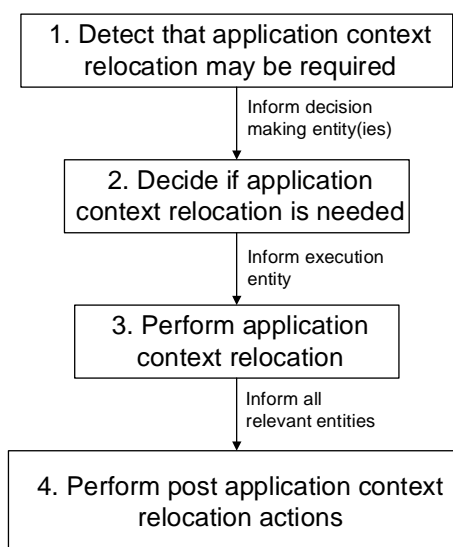 1. Detect that application context
relocation may be required
Inform decision
making entity(ies)
2. Decide if application
context relocation is needed
Inform execution
entity
3. Perform application
context relocation
Inform all
relevant entities
4. Perform post application context
relocation actions